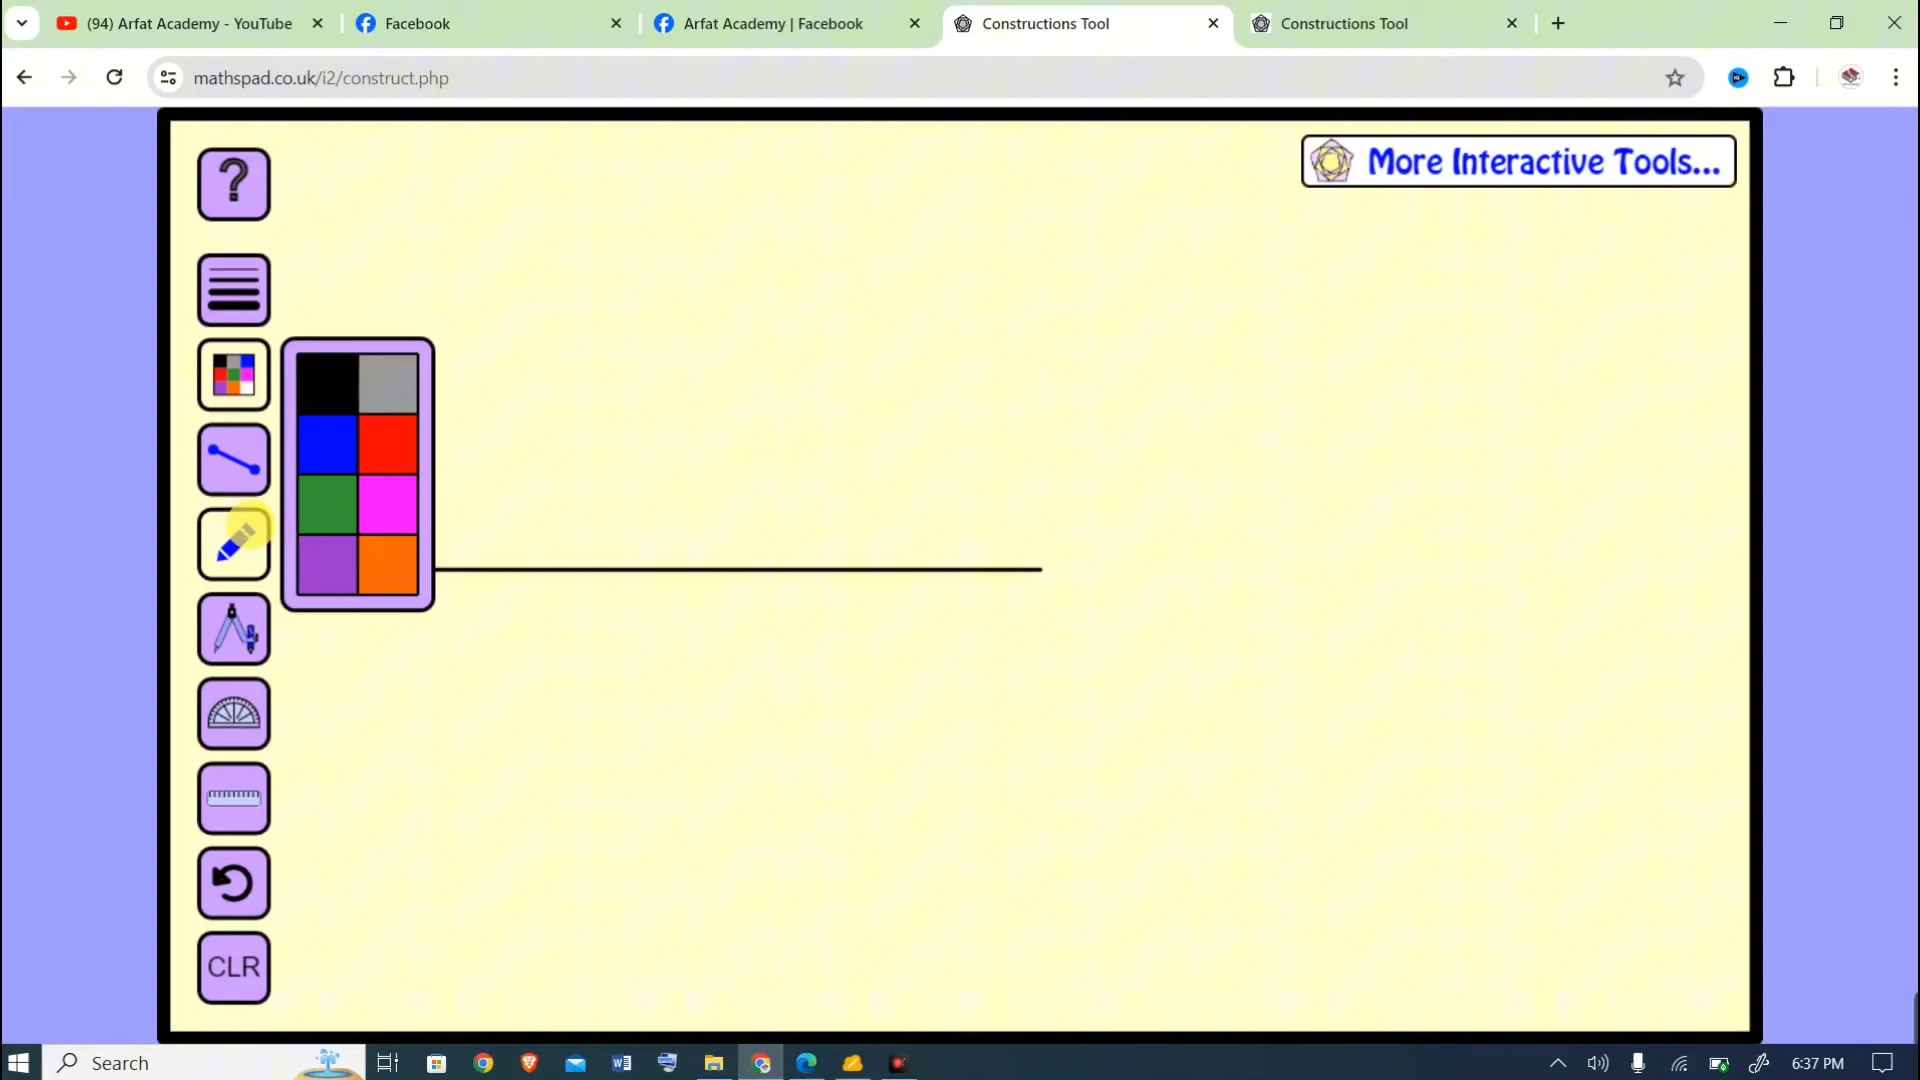 (94) Arfat Academy - YouTube
Facebook
Arfat Academy | Facebook
Constructions Tool
Constructions Tool
mathspad.co.uk/i2/construct.php
?
More Interactive Tools...
CLR
Search
6:37 PM